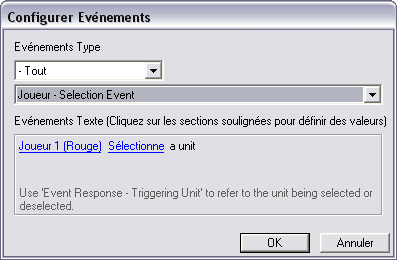 Configurer Evénements
Evénements Type
- Tout
Joueur - Selection Event
Evénements Texte (Cliquez sur les sections soulignées pour définir des valeurs)
Joueur 1 (Rouge) Sélectionne a unit
Use 'Event Response - Triggering Unit' to refer to the unit being selected or
deselected.
OK Annuler